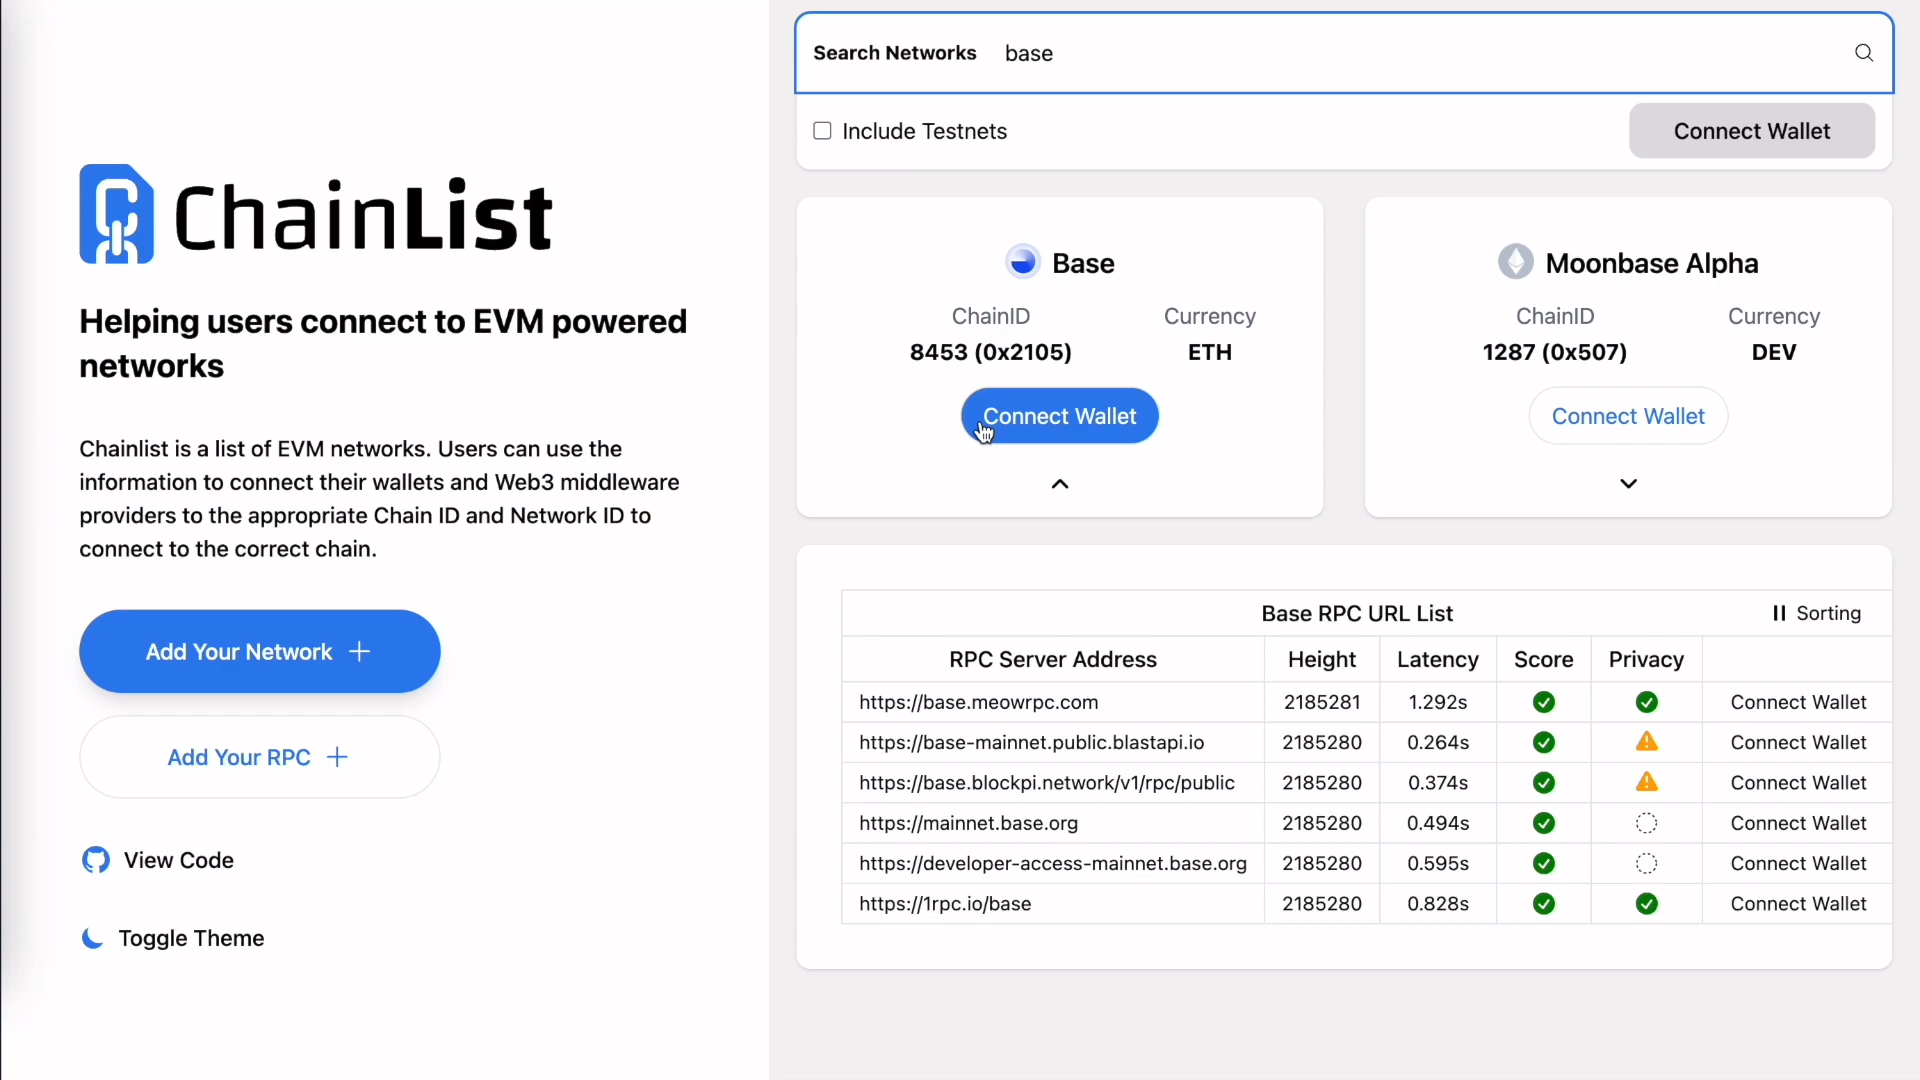 ChainList
Helping users connect to EVM powered
networks
Chainlist is a list of EVM networks. Users can use the
information to connect their wallets and Web3 middleware
providers to the appropriate Chain ID and Network ID to
connect to the correct chain.
Add Your Network
Add Your RPC
View Code
Toggle Theme
Search Networks base
Include Testnets Connect Wallet
Base
ChainID Currency
8453 (0x2105) ETH
Connect Wallet
Moonbase Alpha
ChainID Currency
1287 (0x507) DEV
Connect Wallet
Base RPC URL List Sorting
RPC Server Address Height Latency Score Privacy
https://base.meowrpc.com 2185281 1.292s Connect Wallet
https://base-mainnet.public.blastapi.io 2185280 0.264s Connect Wallet
https://base.blockpi.network/v1/rpc/public 2185280 0.374s Connect Wallet
https://mainnet.base.org 2185280 0.494s Connect Wallet
https://developer-access-mainnet.base.org 2185280 0.595s Connect Wallet
https://1rpc.io/base 2185280 0.828s Connect Wallet